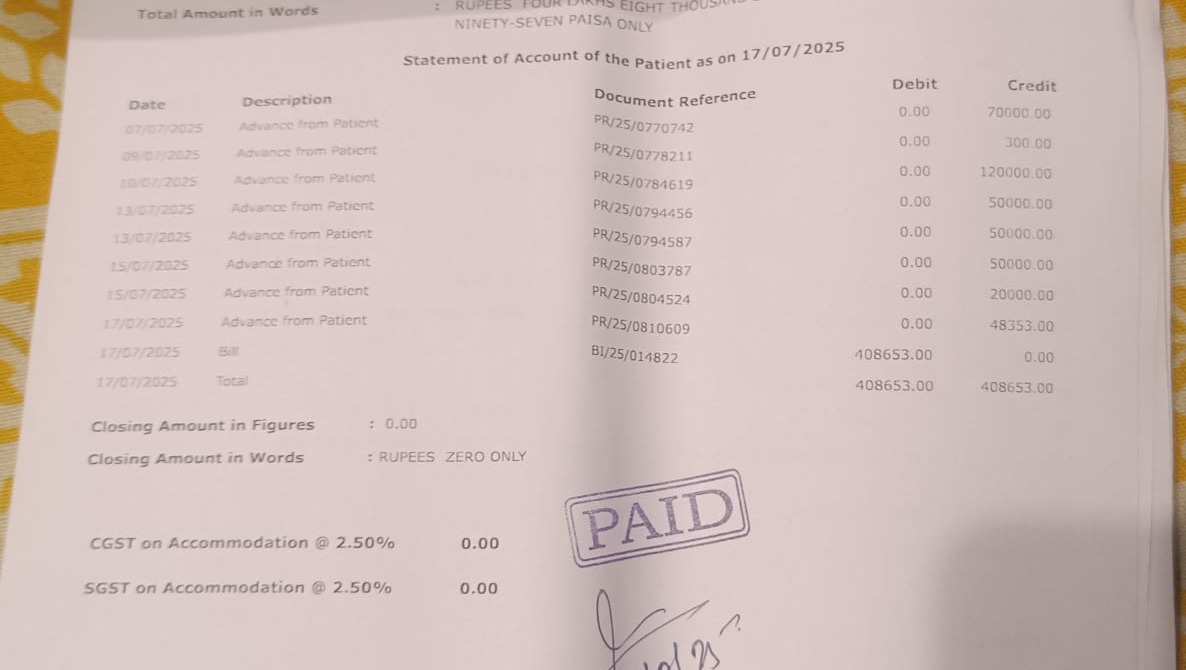 Total Amount in Words : RUPEES FOUR LAKHS EIGHT THOUSAND
NINETY-SEVEN PAISA ONLY
Statement of Account of the Patient as on 17/07/2025
Date Description Document Reference Debit Credit
07/07/2025 Advance from Patient PR/25/0770742 0.00 70000.00
09/07/2025 Advance from Patient PR/25/0778211 0.00 300.00
10/07/2025 Advance from Patient PR/25/0784619 0.00 120000.00
13/07/2025 Advance from Patient PR/25/0794456 0.00 50000.00
13/07/2025 Advance from Patient PR/25/0794587 0.00 50000.00
15/07/2025 Advance from Patient PR/25/0803787 0.00 50000.00
15/07/2025 Advance from Patient PR/25/0804524 0.00 20000.00
17/07/2025 Advance from Patient PR/25/0810609 0.00 48353.00
17/07/2025 Bill BI/25/014822 408653.00 0.00
17/07/2025 Total 408653.00 408653.00
Closing Amount in Figures : 0.00
Closing Amount in Words : RUPEES ZERO ONLY
PAID
CGST on Accommodation @ 2.50% 0.00
SGST on Accommodation @ 2.50% 0.00